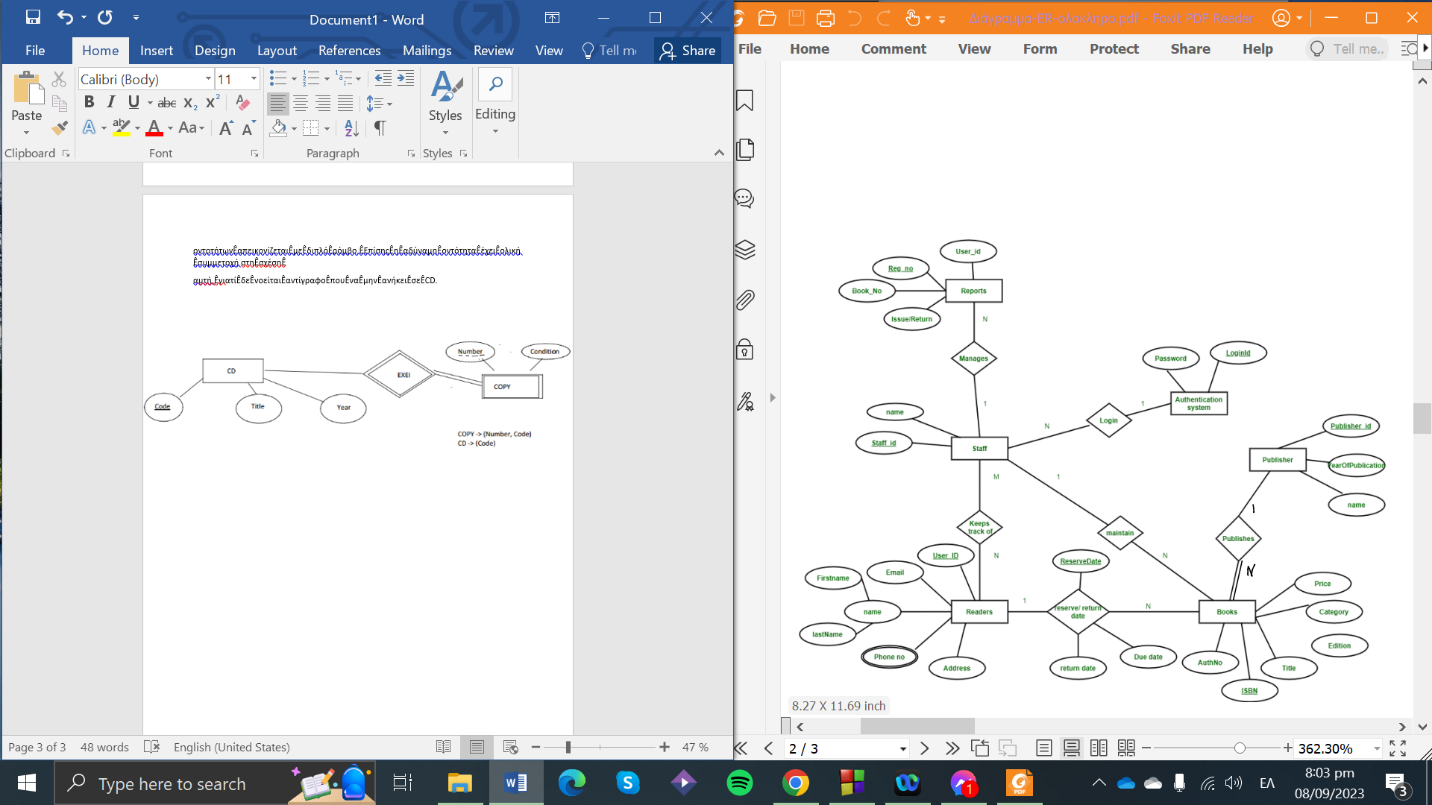 Document1 - Word
File Home Insert Design Layout References Mailings Review View Tell m Share
Calibri (Body) 11
Paste
Styles
Editing
Clipboard Font Paragraph Styles
CD
EXEI
Number
Condition
COPY
Code
Title
Year
COPY -> (Number, Code)
CD -> (Code)
Page 3 of 3 48 words English (United States) 47 %
Διαγραμμα-ER-ολοκληρο.pdf - Foxit PDF Reader
File Home Comment View Form Protect Share Help Tell me..
User_id
Reg_no
Book_No
Reports
Issue/Return
N
Manages
1
Password
LoginId
Authentication
system
1
Login
N
name
Staff_id
Staff
Publisher_id
Publisher
YearOfPublication
name
M
1
1
Keeps
track of
maintain
Publishes
N
N
N
User_ID
ReserveDate
Email
Firstname
name
lastName
Readers
1
reserve/ return
date
N
Books
Price
Category
Edition
Phone no
Address
return date
Due date
AuthNo
Title
ISBN
8.27 X 11.69 inch
2 / 3
362.30%
Type here to search
1
ΕΛ
8:03 pm
08/09/2023
3